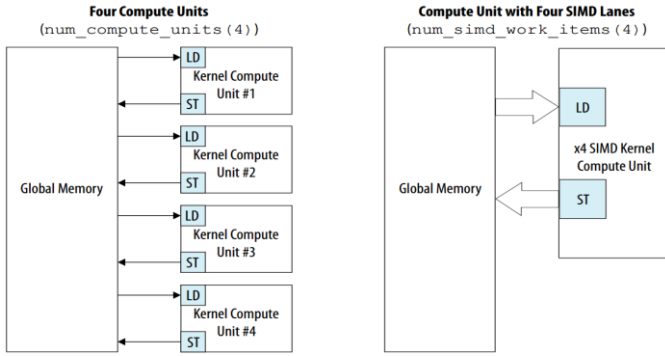 Four Compute Units
(num_compute_units(4))
LD
Kernel Compute
Unit #1
ST
LD
Kernel Compute
Unit #2
ST
Global Memory
LD
Kernel Compute
Unit #3
ST
LD
Kernel Compute
Unit #4
ST
Compute Unit with Four SIMD Lanes
(num_simd_work_items(4))
Global Memory
LD
x4 SIMD Kernel
Compute Unit
ST